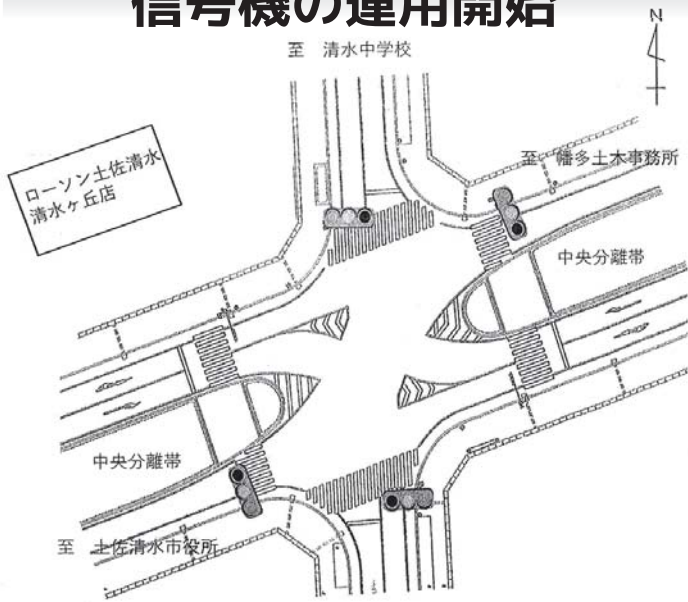 信号機の運用開始
至 清水中学校
N
至 幡多土木事務所
ローソン土佐清水
清水ヶ丘店
中央分離帯
中央分離帯
至 土佐清水市役所